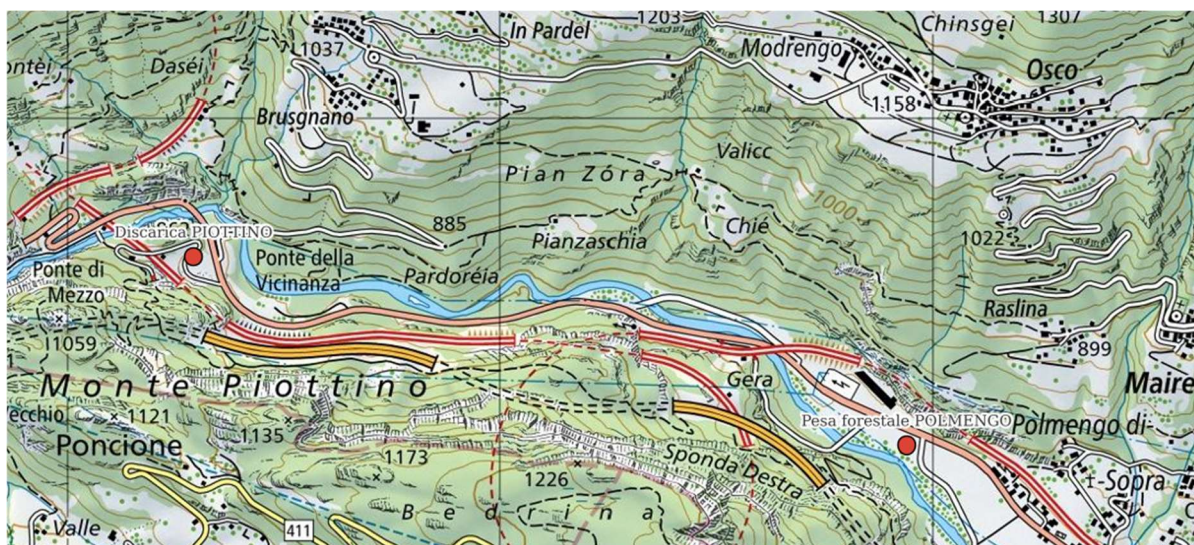 1203
In Pardel
Chinsgei
1307
1037
Modrengo
Osco
ontèi
Daséi
1158
Brusgnano
Valicc
Pian Zóra
1000
Chié
885
Pianzaschia
1022
Discarica PIOTTINO
Ponte di
Mezzo
Ponte della
Vicinanza
Pardoréia
Raslina
11059
899
Monte Piottino
Gera
Maire
ecchio
1121
1135
Pesa forestale POLMENGO
Polmengo di-
Poncione
1173
Sponda Destra
1226
-Sopra
Bedrina
Valle
411